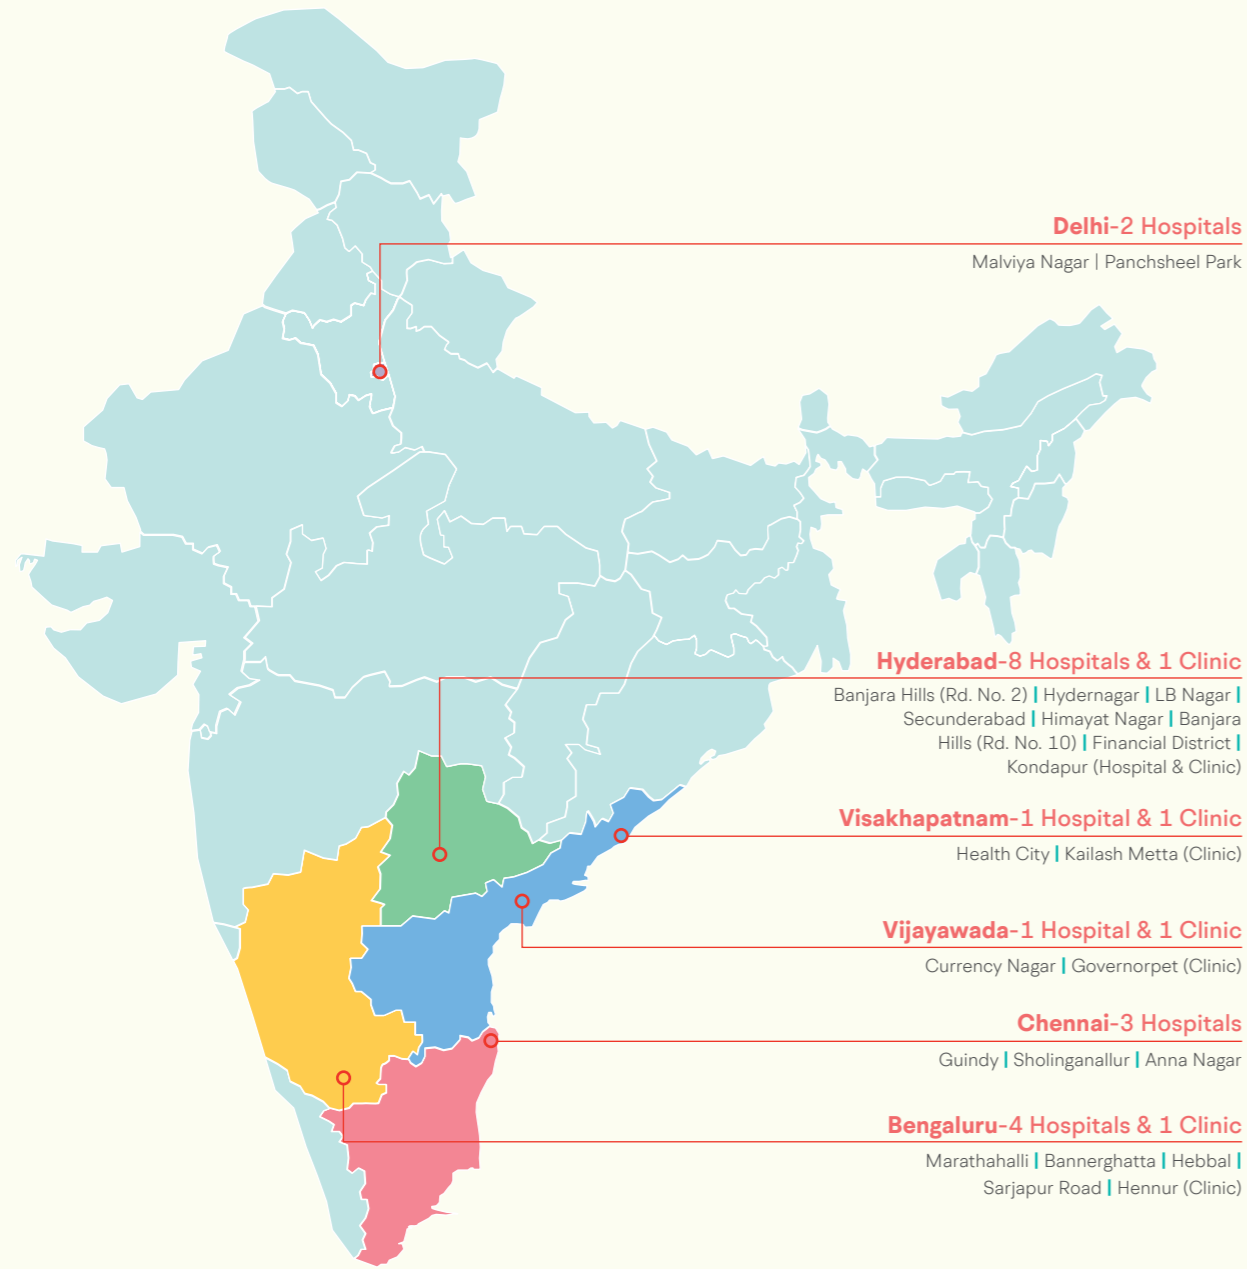 Delhi-2 Hospitals
Malviya Nagar | Panchsheel Park
Hyderabad-8 Hospitals & 1 Clinic
Banjara Hills (Rd. No. 2) | Hydernagar | LB Nagar |
Secunderabad | Himayat Nagar | Banjara
Hills (Rd. No. 10) | Financial District |
Kondapur (Hospital & Clinic)
Visakhapatnam-1 Hospital & 1 Clinic
Health City | Kailash Metta (Clinic)
Vijayawada-1 Hospital & 1 Clinic
Currency Nagar | Governorpet (Clinic)
Chennai-3 Hospitals
Guindy | Sholinganallur | Anna Nagar
Bengaluru-4 Hospitals & 1 Clinic
Marathahalli | Bannerghatta | Hebbal |
Sarjapur Road | Hennur (Clinic)